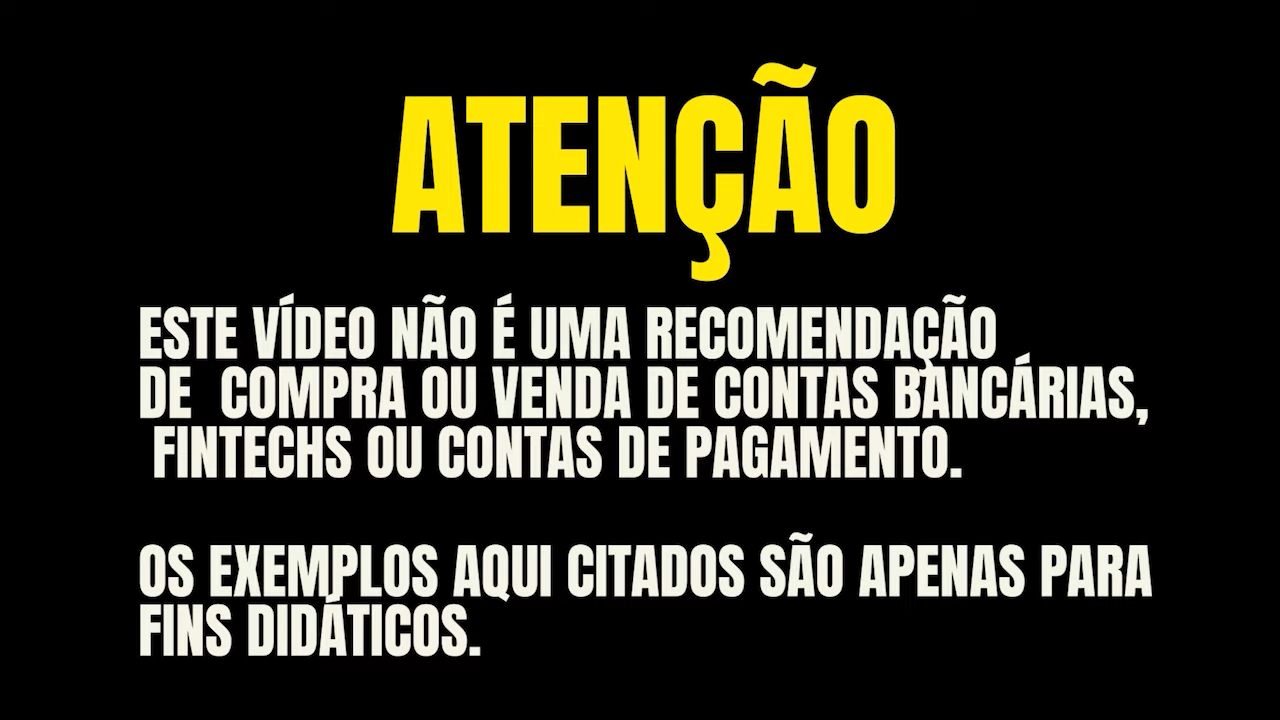 ATENÇÃO
ESTE VÍDEO NÃO É UMA RECOMENDAÇÃO
DE COMPRA OU VENDA DE CONTAS BANCÁRIAS,
FINTECHS OU CONTAS DE PAGAMENTO.
OS EXEMPLOS AQUI CITADOS SÃO APENAS PARA
FINS DIDÁTICOS.